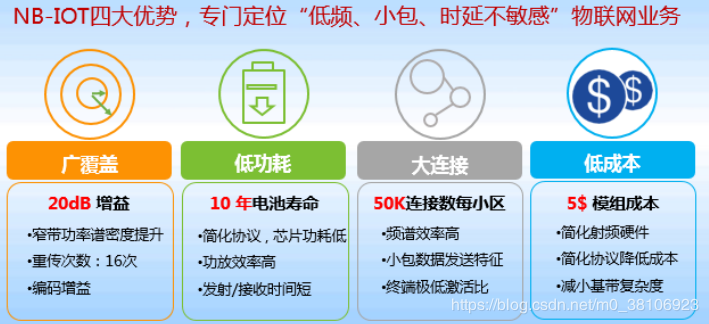 NB-IOT四大优势，专门定位“低频、小包、时延不敏感”物联网业务
$
$
广覆盖
低功耗
大连接
低成本
20dB 增益
•窄带功率谱密度提升
•重传次数：16次
•编码增益
10 年电池寿命
•简化协议，芯片功耗低
•功放效率高
•发射/接收时间短
50K连接数每小区
•频谱效率高
•小包数据发送特征
•终端极低激活比
5$ 模组成本
•简化射频硬件
•简化协议降低成本
•减小基带复杂度
https://blog.csdn.net/m0_38106923